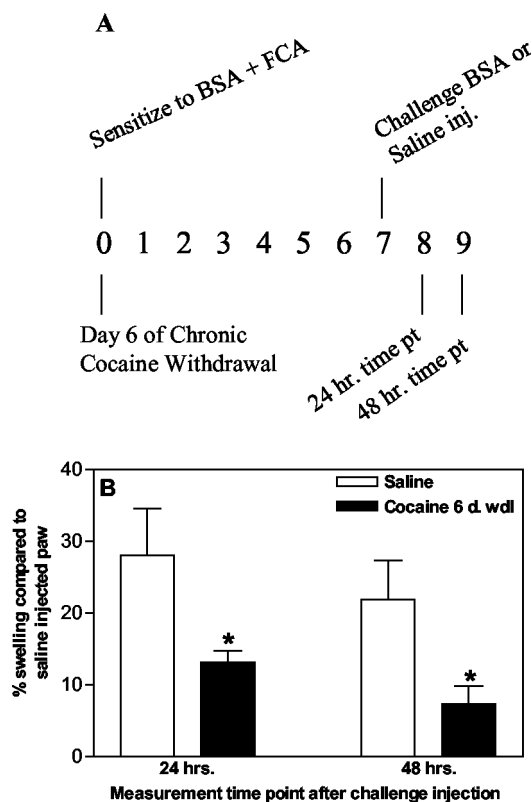 A
Sensitize to BSA + FCA
Challenge BSA or
Saline inj.
0 1 2 3 4 5 6 7 8 9
Day 6 of Chronic
Cocaine Withdrawal
24 hr. time pt
48 hr. time pt
B
Saline
Cocaine 6 d. wdl
% swelling compared to
saline injected paw
40
30
20
10
0
*
*
24 hrs.
48 hrs.
Measurement time point after challenge injection